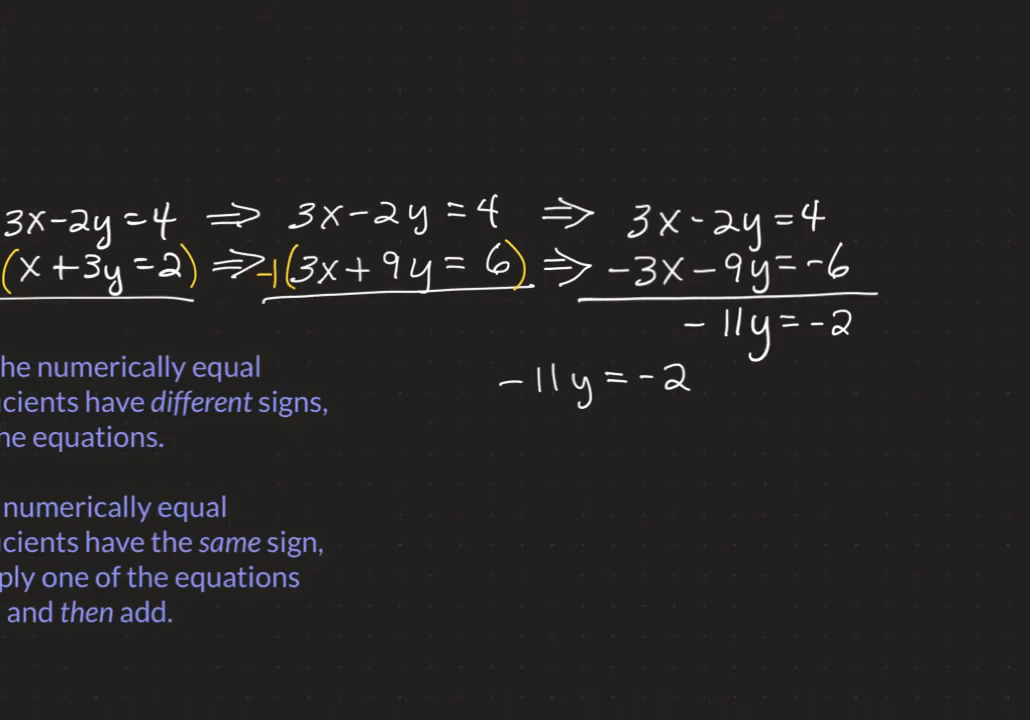 3x-2y=4 ⇒ 3x-2y=4 ⇒ 3x-2y=4
(x+3y=2) ⇒ -1(3x+9y=6) ⇒ -3x-9y=-6
-11y=-2
he numerically equal
-11y=-2
icients have different signs,
he equations.
numerically equal
icients have the same sign,
ply one of the equations
and then add.